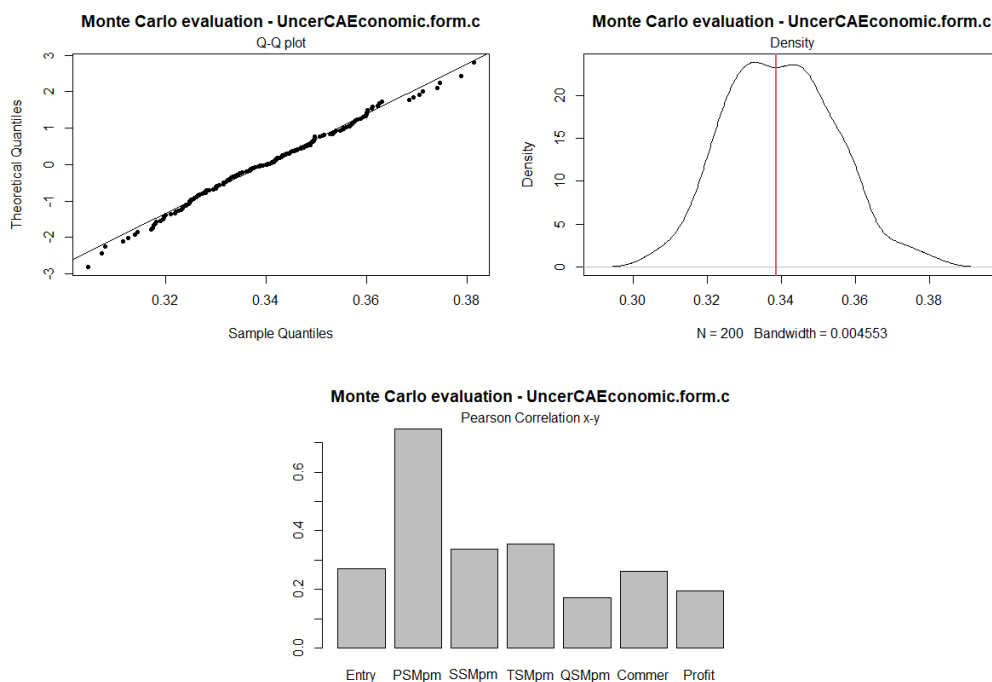 Monte Carlo evaluation - UncerCAEconomic.form.c
Q-Q plot
Theoretical Quantiles
3
2
1
0
-1
-2
-3
0.32 0.34 0.36 0.38
Sample Quantiles
Monte Carlo evaluation - UncerCAEconomic.form.c
Density
Density
20
15
10
5
0
0.30 0.32 0.34 0.36 0.38
N = 200 Bandwidth = 0.004553
Monte Carlo evaluation - UncerCAEconomic.form.c
Pearson Correlation x-y
0.6
0.4
0.2
0.0
Entry PSMpm SSMpm TSMpm QSMpm Commer Profit